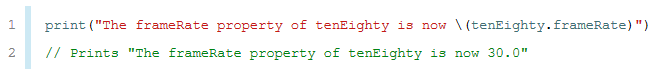 1 print("The frameRate property of tenEighty is now \(tenEighty.frameRate)")
2 // Prints "The frameRate property of tenEighty is now 30.0"